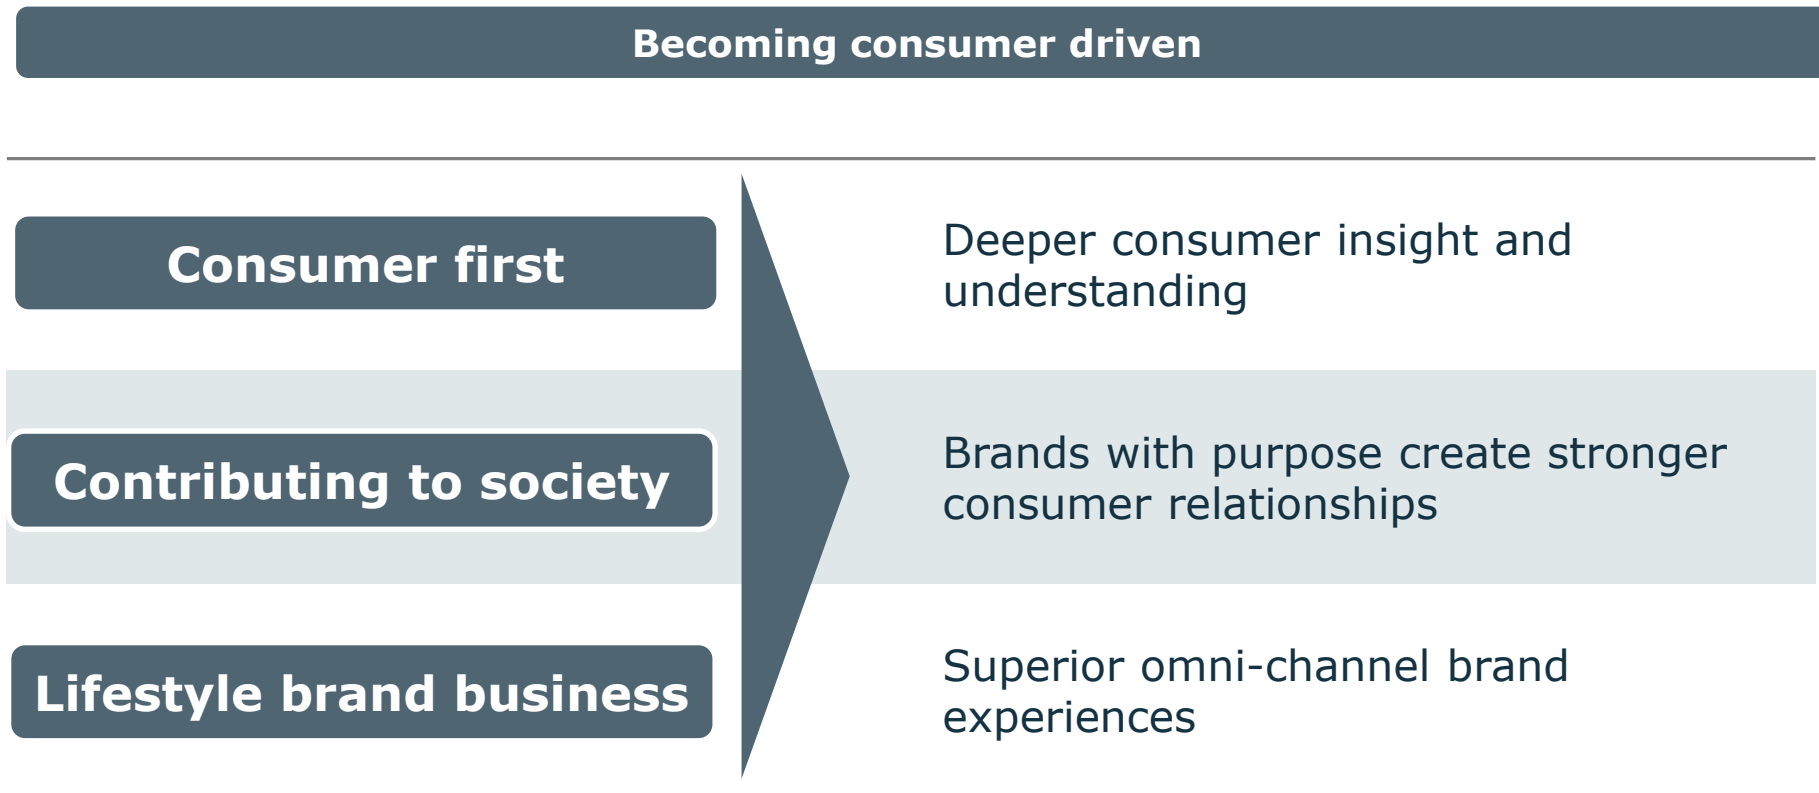 Becoming consumer driven
Consumer first
Deeper consumer insight and
understanding
Contributing to society
Brands with purpose create stronger
consumer relationships
Lifestyle brand business
Superior omni-channel brand
experiences